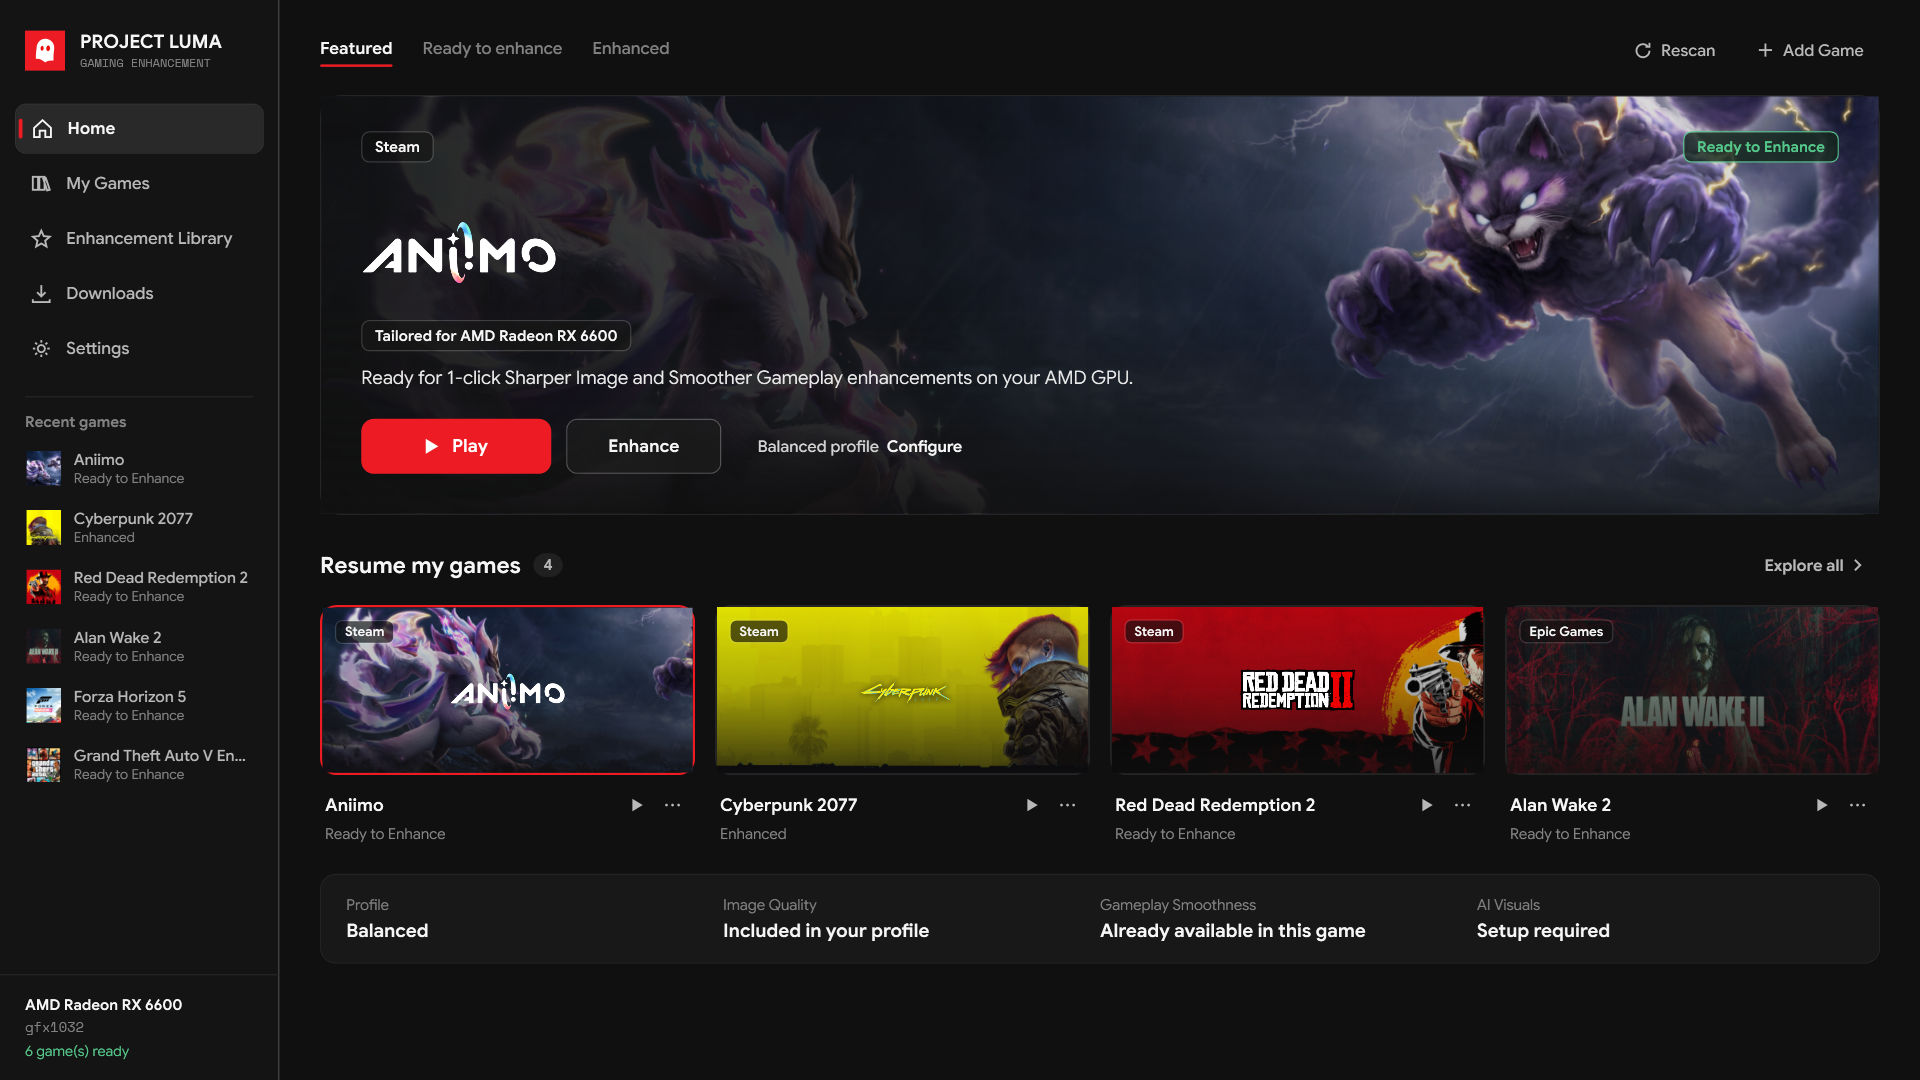 PROJECT LUMA
GAMING ENHANCEMENT
Home
My Games
Enhancement Library
Downloads
Settings
Recent games
Aniimo
Ready to Enhance
Cyberpunk 2077
Enhanced
Red Dead Redemption 2
Ready to Enhance
Alan Wake 2
Ready to Enhance
Forza Horizon 5
Ready to Enhance
Grand Theft Auto V En...
Ready to Enhance
AMD Radeon RX 6600
gfx1032
6 game(s) ready
Featured
Ready to enhance
Enhanced
Rescan
Add Game
Steam
Ready to Enhance
ANiIMO
Tailored for AMD Radeon RX 6600
Ready for 1-click Sharper Image and Smoother Gameplay enhancements on your AMD GPU.
Play
Enhance
Balanced profile Configure
Resume my games 4
Explore all
Steam
ANiIMO
Aniimo
Ready to Enhance
Steam
Cyberpunk
Cyberpunk 2077
Enhanced
Steam
RED DEAD
REDEMPTION II
Red Dead Redemption 2
Ready to Enhance
Epic Games
ALAN WAKE II
Alan Wake 2
Ready to Enhance
Profile
Balanced
Image Quality
Included in your profile
Gameplay Smoothness
Already available in this game
AI Visuals
Setup required